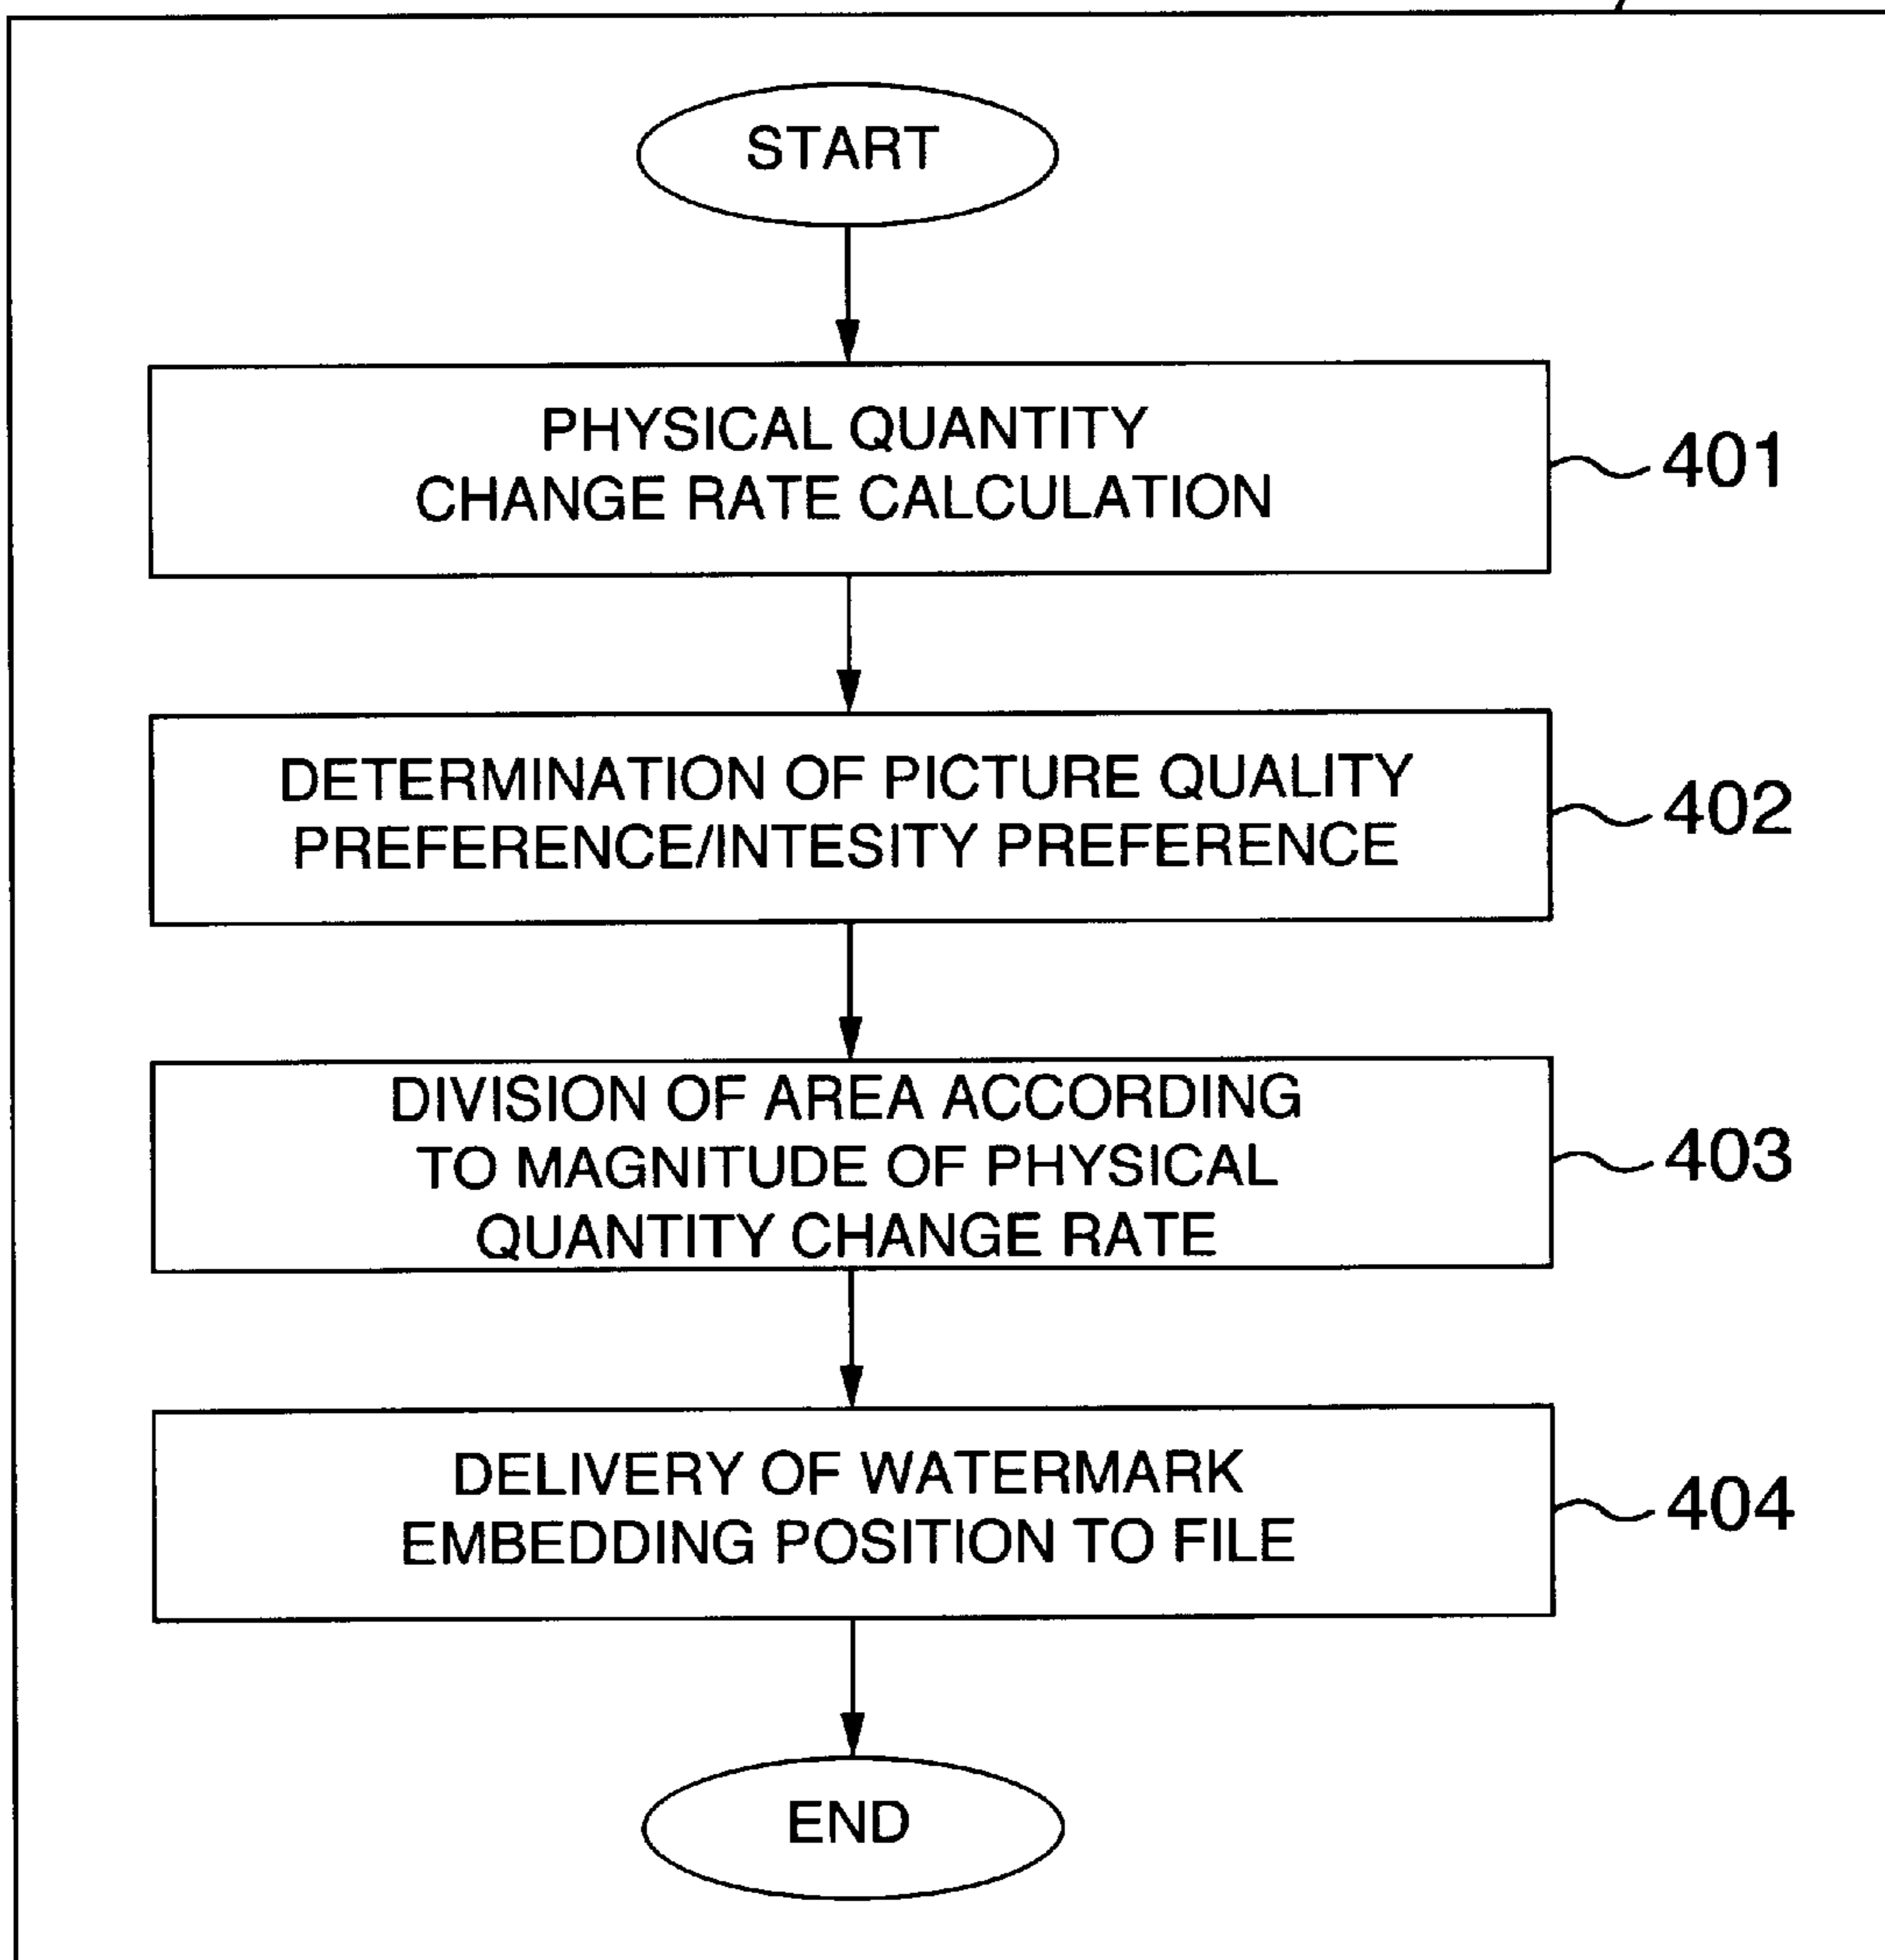 START
PHYSICAL QUANTITY
CHANGE RATE CALCULATION
401
DETERMINATION OF PICTURE QUALITY
PREFERENCE/INTESITY PREFERENCE
402
DIVISION OF AREA ACCORDING
TO MAGNITUDE OF PHYSICAL
QUANTITY CHANGE RATE
403
DELIVERY OF WATERMARK
EMBEDDING POSITION TO FILE
404
END